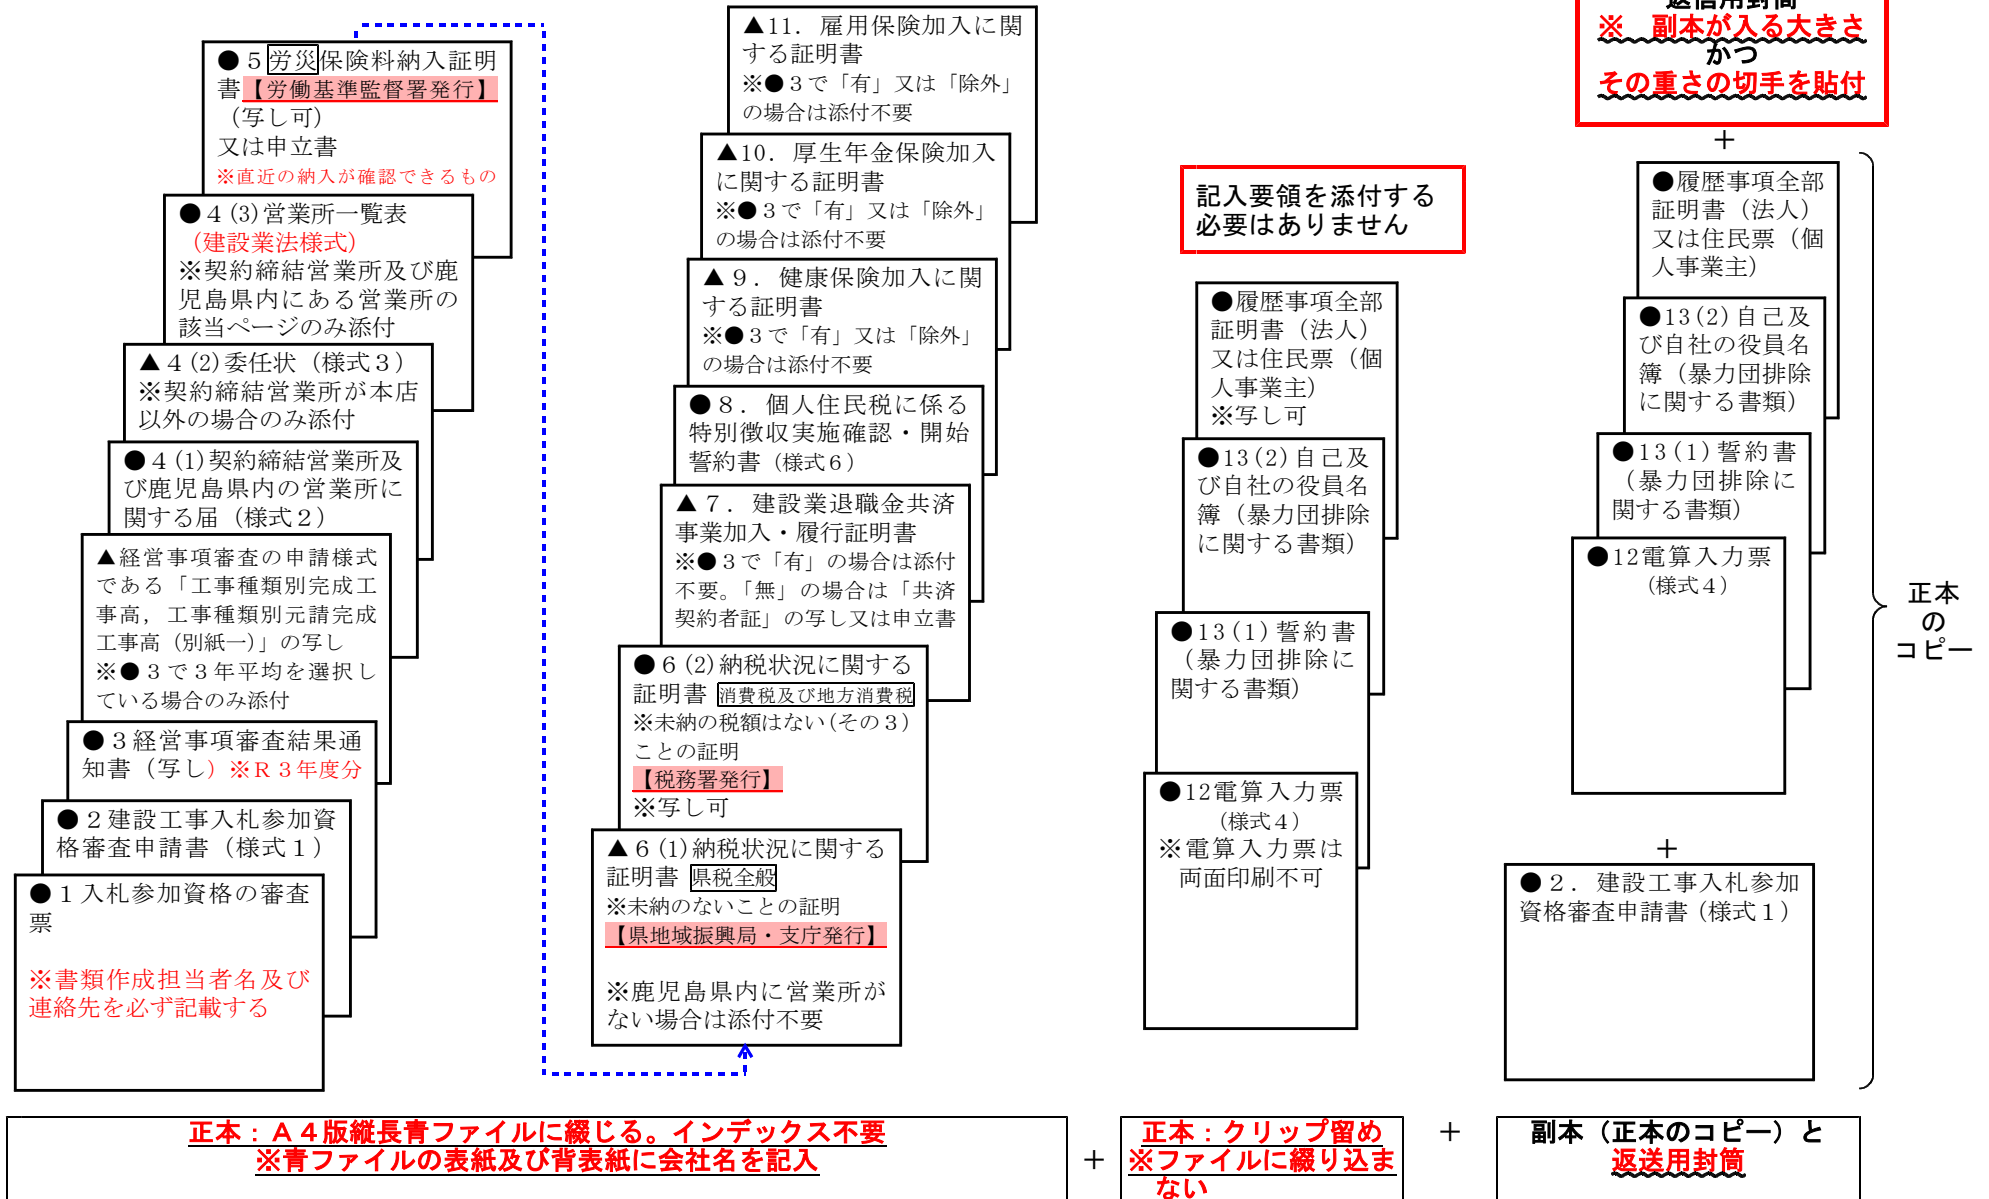 ●５労災保険料納入証明
書【労働基準監督署発行】
（写し可）
又は申立書
※直近の納入が確認できるもの
●４(3)営業所一覧表
（建設業法様式）
※契約締結営業所及び鹿
児島県内にある営業所の
該当ページのみ添付
▲４(2)委任状（様式３）
※契約締結営業所が本店
以外の場合のみ添付
●４(1)契約締結営業所及
び鹿児島県内の営業所に
関する届（様式２）
▲経営事項審査の申請様式
である「工事種類別完成工
事高，工事種類別元請完成
工事高（別紙一）」の写し
※●３で３年平均を選択し
ている場合のみ添付
●３経営事項審査結果通
知書（写し）※Ｒ３年度分
●２建設工事入札参加資
格審査申請書（様式１）
●１入札参加資格の審査
票
※書類作成担当者名及び
連絡先を必ず記載する
▲11．雇用保険加入に関
する証明書
※●３で「有」又は「除外」
の場合は添付不要
▲10．厚生年金保険加入
に関する証明書
※●３で「有」又は「除外」
の場合は添付不要
▲９．健康保険加入に関
する証明書
※●３で「有」又は「除外」
の場合は添付不要
●８．個人住民税に係る
特別徴収実施確認・開始
誓約書（様式６）
▲７．建設業退職金共済
事業加入・履行証明書
※●３で「有」の場合は添付
不要。「無」の場合は「共済
契約者証」の写し又は申立書
●６(2)納税状況に関する
証明書 消費税及び地方消費税
※未納の税額はない(その３)
ことの証明
【税務署発行】
※写し可
▲６(1)納税状況に関する
証明書 県税全般
※未納のないことの証明
【県地域振興局・支庁発行】
※鹿児島県内に営業所が
ない場合は添付不要
記入要領を添付する
必要はありません
●履歴事項全部
証明書（法人）
又は住民票（個
人事業主）
※写し可
●13(2)自己及
び自社の役員名
簿（暴力団排除
に関する書類）
●13(1)誓約書
（暴力団排除に
関する書類）
●12電算入力票
（様式４）
※電算入力票は
両面印刷不可
返信用封筒
※　副本が入る大きさ
かつ
その重さの切手を貼付
＋
●履歴事項全部
証明書（法人）
又は住民票（個
人事業主）
●13(2)自己及
び自社の役員名
簿（暴力団排除
に関する書類）
●13(1)誓約書
（暴力団排除に
関する書類）
●12電算入力票
（様式４）
＋
●２．建設工事入札参加
資格審査申請書（様式１）
正本
の
コピー
正本：Ａ４版縦長青ファイルに綴じる。インデックス不要
※青ファイルの表紙及び背表紙に会社名を記入
＋
正本：クリップ留め
※ファイルに綴り込ま
ない
＋
副本（正本のコピー）と
返送用封筒